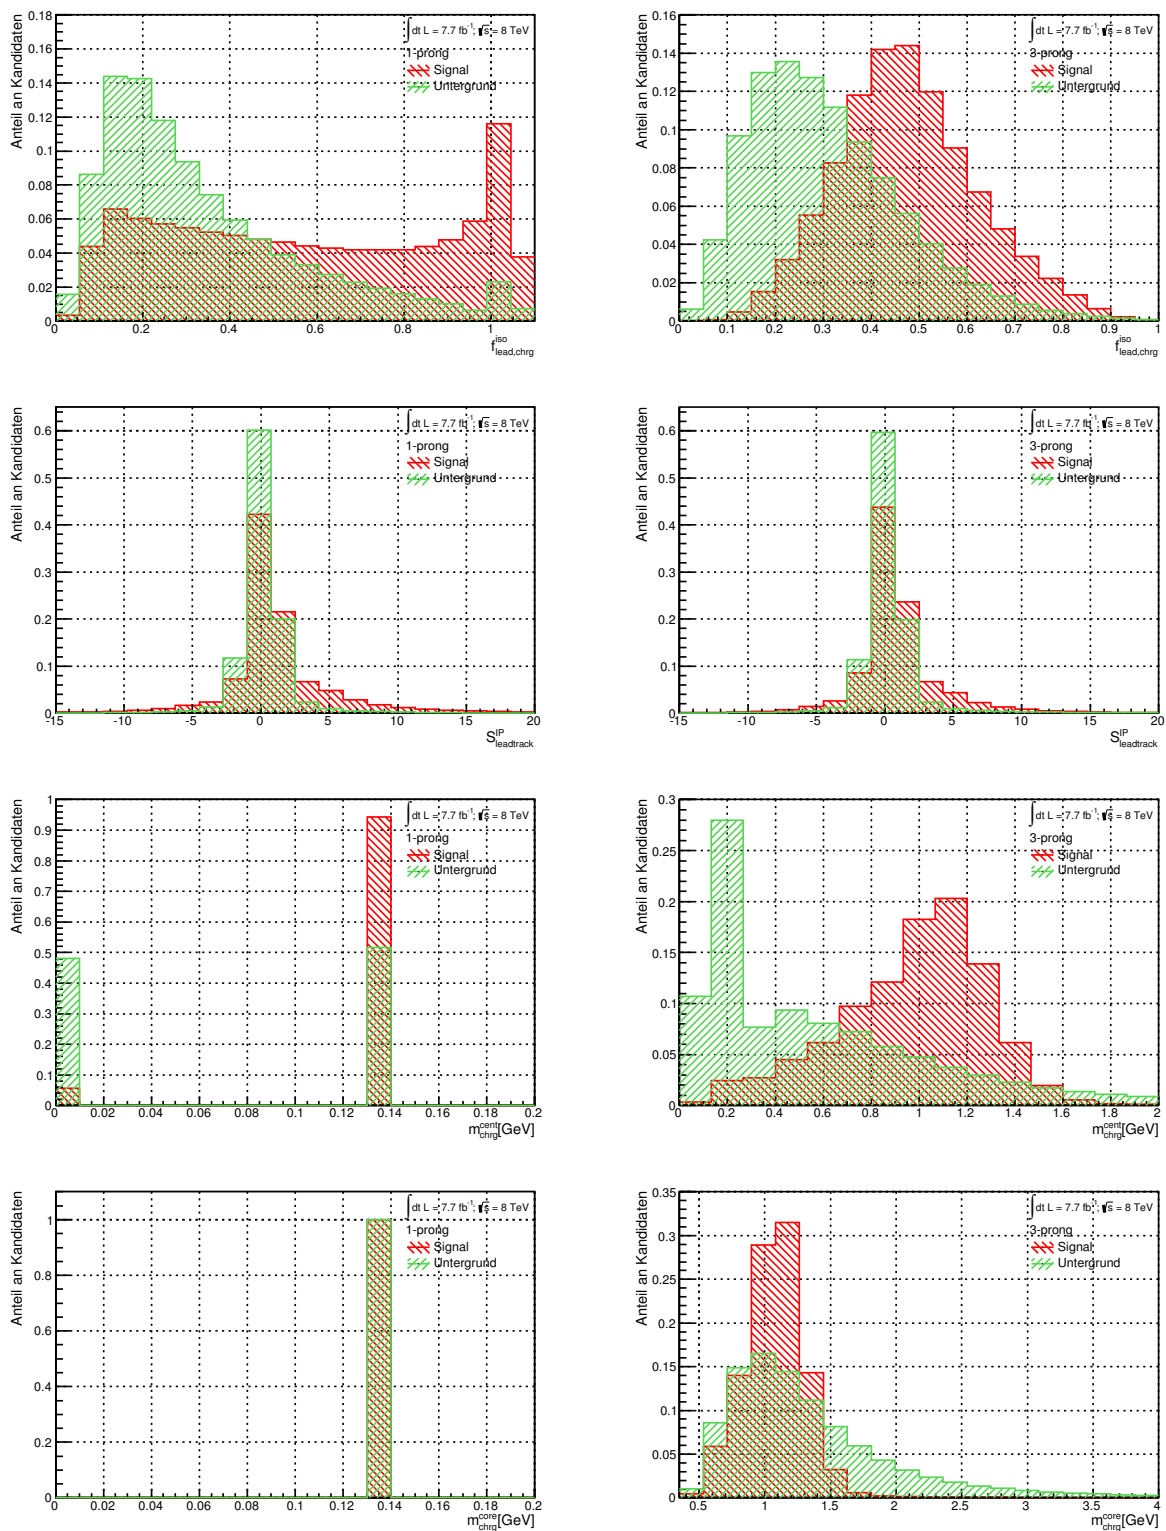 Anteil an Kandidaten
0.18
0.16
0.14
0.12
0.10
0.08
0.06
0.04
0.02
0
0 0.2 0.4 0.6 0.8 1
∫dt L = 7.7 fb⁻¹; √s = 8 TeV
1-prong
Signal
Untergrund
f^iso_lead,chrg
Anteil an Kandidaten
0.16
0.14
0.12
0.1
0.08
0.06
0.04
0.02
0
0 0.1 0.2 0.3 0.4 0.5 0.6 0.7 0.8 0.9 1
∫dt L = 7.7 fb⁻¹; √s = 8 TeV
3-prong
Signal
Untergrund
f^iso_lead,chrg
Anteil an Kandidaten
0.6
0.5
0.4
0.3
0.2
0.1
0
-15 -10 -5 0 5 10 15 20
∫dt L = 7.7 fb⁻¹; √s = 8 TeV
1-prong
Signal
Untergrund
S^IP_leadtrack
Anteil an Kandidaten
0.6
0.5
0.4
0.3
0.2
0.1
0
-15 -10 -5 0 5 10 15 20
∫dt L = 7.7 fb⁻¹; √s = 8 TeV
3-prong
Signal
Untergrund
S^IP_leadtrack
Anteil an Kandidaten
1
0.9
0.8
0.7
0.6
0.5
0.4
0.3
0.2
0.1
0
0 0.02 0.04 0.06 0.08 0.1 0.12 0.14 0.16 0.18 0.2
∫dt L = 7.7 fb⁻¹; √s = 8 TeV
1-prong
Signal
Untergrund
m^cent_chrg[GeV]
Anteil an Kandidaten
0.3
0.25
0.2
0.15
0.1
0.05
0
0 0.2 0.4 0.6 0.8 1 1.2 1.4 1.6 1.8 2
∫dt L = 7.7 fb⁻¹; √s = 8 TeV
3-prong
Signal
Untergrund
m^cent_chrg[GeV]
Anteil an Kandidaten
1
0.8
0.6
0.4
0.2
0
0 0.02 0.04 0.06 0.08 0.1 0.12 0.14 0.16 0.18 0.2
∫dt L = 7.7 fb⁻¹; √s = 8 TeV
1-prong
Signal
Untergrund
m^core_chrg[GeV]
Anteil an Kandidaten
0.35
0.3
0.25
0.2
0.15
0.1
0.05
0
0.5 1 1.5 2 2.5 3 3.5 4
∫dt L = 7.7 fb⁻¹; √s = 8 TeV
3-prong
Signal
Untergrund
m^core_chrg[GeV]